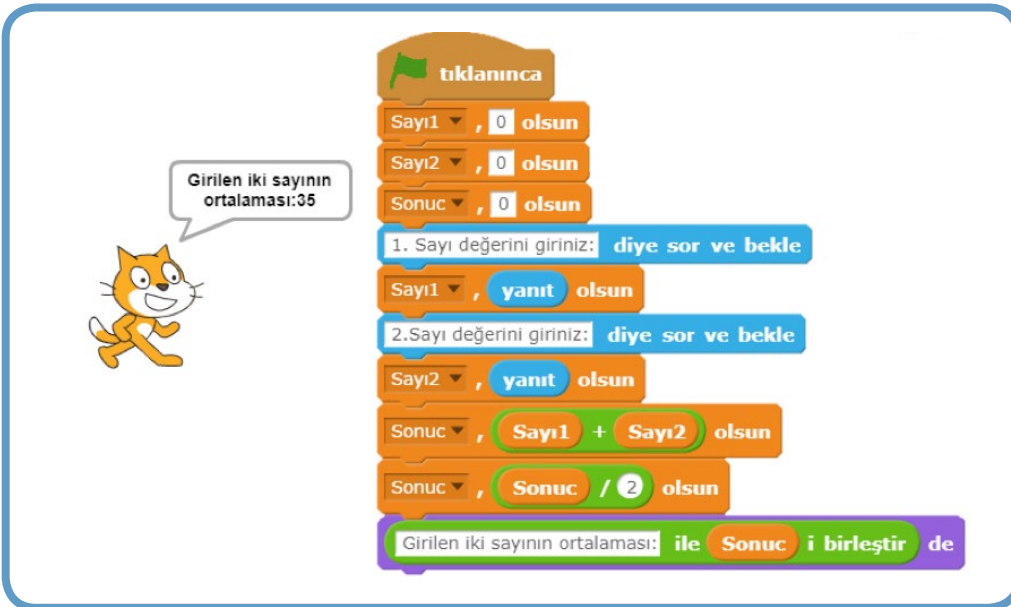 tıklanınca
Sayı1 , 0 olsun
Sayı2 , 0 olsun
Sonuc , 0 olsun
Girilen iki sayının
ortalaması:35
1. Sayı değerini giriniz: diye sor ve bekle
Sayı1 , yanıt olsun
2.Sayı değerini giriniz: diye sor ve bekle
Sayı2 , yanıt olsun
Sonuc , Sayı1 + Sayı2 olsun
Sonuc , Sonuc / 2 olsun
Girilen iki sayının ortalaması: ile Sonuc i birleştir de